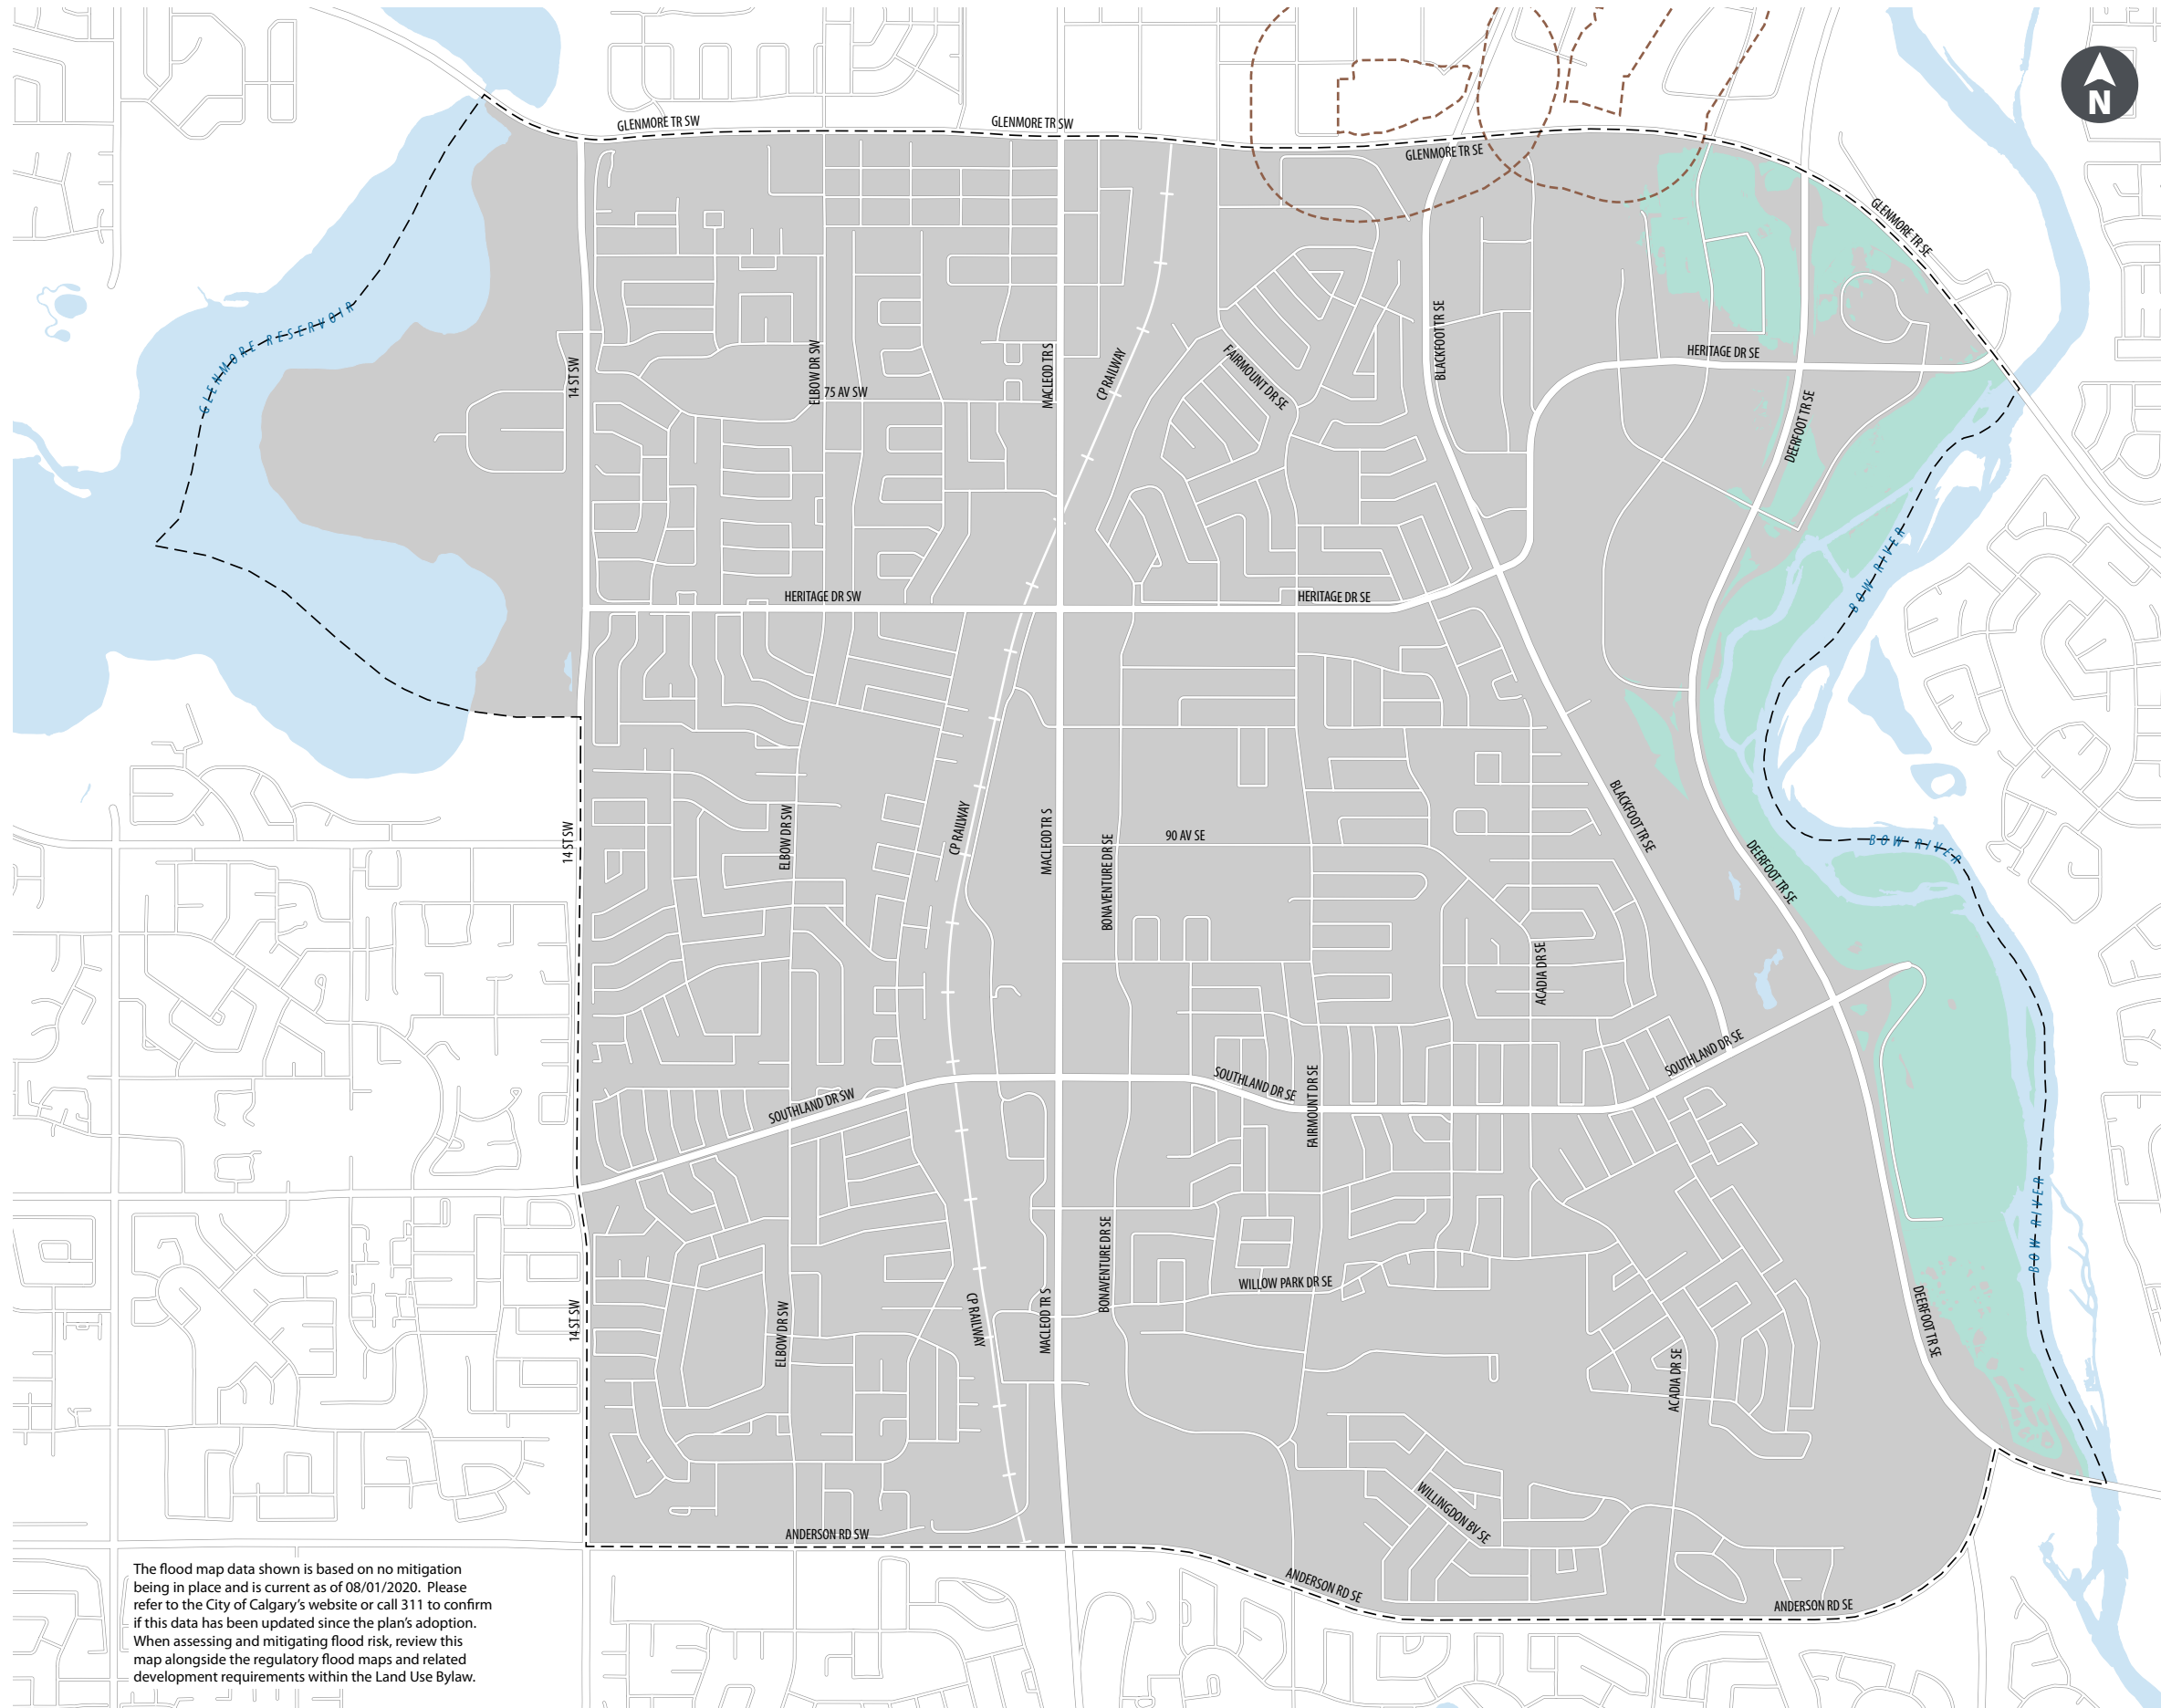 N
GLENMORE TR SW
GLENMORE TR SW
GLENMORE TR SE
GLENMORE TR SE
GLENMORE RESERVOIR
14 ST SW
ELBOW DR SW
75 AV SW
MACLEOD TR S
CP RAILWAY
FAIRMOUNT DR SE
BLACKFOOT TR SE
HERITAGE DR SE
DEERFOOT TR SE
BOW RIVER
HERITAGE DR SW
HERITAGE DR SE
14 ST SW
ELBOW DR SW
CP RAILWAY
MACLEOD TR S
BONAVENTURE DR SE
90 AV SE
BLACKFOOT TR SE
DEERFOOT TR SE
BOW RIVER
ACADIA DR SE
SOUTHLAND DR SW
SOUTHLAND DR SE
FAIRMOUNT DR SE
SOUTHLAND DR SE
BOW RIVER
14 ST SW
ELBOW DR SW
CP RAILWAY
MACLEOD TR S
BONAVENTURE DR SE
WILLOW PARK DR SE
ACADIA DR SE
DEERFOOT TR SE
WILLINGDON BV SE
ANDERSON RD SW
ANDERSON RD SE
ANDERSON RD SE
The flood map data shown is based on no mitigation
being in place and is current as of 08/01/2020. Please
refer to the City of Calgary's website or call 311 to confirm
if this data has been updated since the plan's adoption.
When assessing and mitigating flood risk, review this
map alongside the regulatory flood maps and related
development requirements within the Land Use Bylaw.